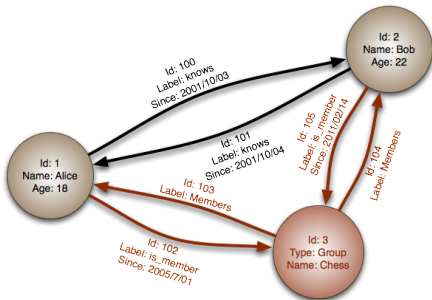 Id: 2
Name: Bob
Age: 22
Id: 100
Label: knows
Since: 2001/10/03
Id: 101
Label: knows
Since: 2001/10/04
Id: 105
Label: is_member
Since: 2011/02/14
Id: 104
Label: Members
Id: 1
Name: Alice
Age: 18
Id: 103
Label: Members
Id: 102
Label: is_member
Since: 2005/7/01
Id: 3
Type: Group
Name: Chess